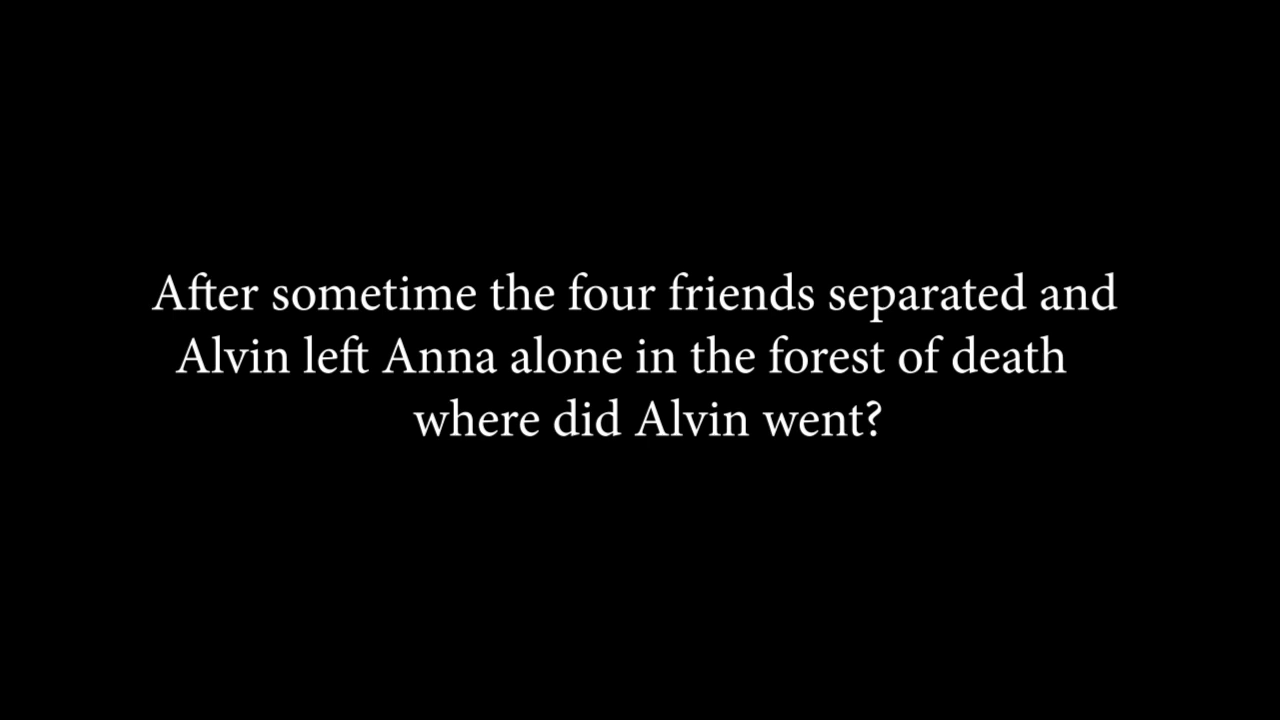 After sometime the four friends separated and
Alvin left Anna alone in the forest of death
where did Alvin went?